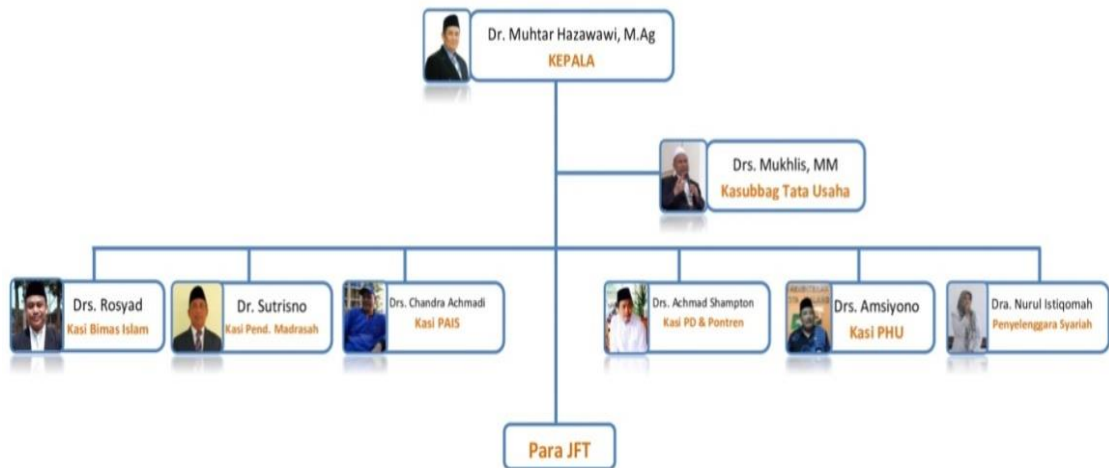 Dr. Muhtar Hazawawi, M.Ag
KEPALA
Drs. Mukhlis, MM
Kasubbag Tata Usaha
Drs. Rosyad
Kasi Bimas Islam
Dr. Sutrisno
Kasi Pend. Madrasah
Drs. Chandra Achmadi
Kasi PAIS
Drs. Achmad Shampton
Kasi PD & Pontren
Drs. Amsiyono
Kasi PHU
Dra. Nurul Istiqomah
Penyelenggara Syariah
Para JFT